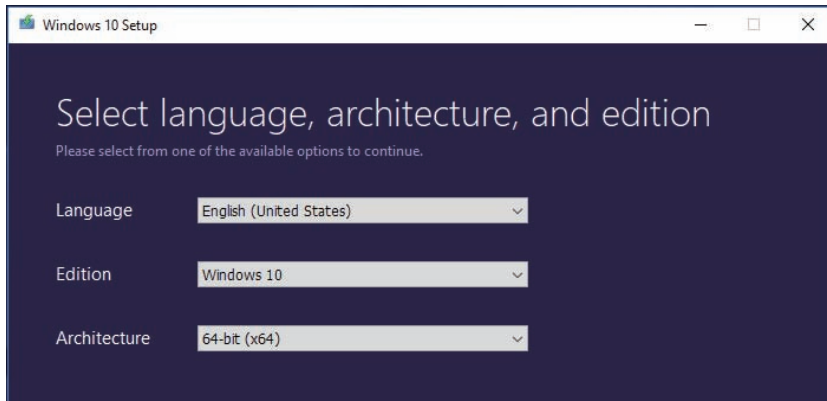 Windows 10 Setup
Select language, architecture, and edition
Please select from one of the available options to continue.
Language English (United States)
Edition Windows 10
Architecture 64-bit (x64)